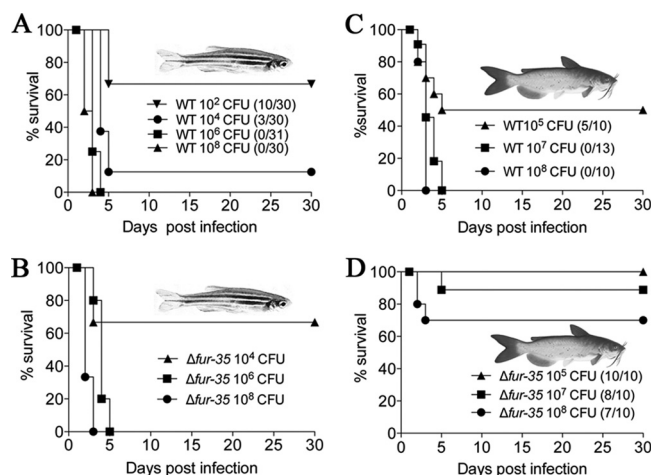 A
% survival
100
80
60
40
20
0
WT 10² CFU (10/30)
WT 10⁴ CFU (3/30)
WT 10⁶ CFU (0/31)
WT 10⁸ CFU (0/30)
0 5 10 15 20 25 30
Days post infection
B
% survival
100
80
60
40
20
0
Δfur-35 10⁴ CFU
Δfur-35 10⁶ CFU
Δfur-35 10⁸ CFU
0 5 10 15 20 25 30
Days post infection
C
%survival
100
80
60
40
20
0
WT10⁵ CFU (5/10)
WT 10⁷ CFU (0/13)
WT 10⁸ CFU (0/10)
0 5 10 15 20 25 30
Days post infection
D
% survival
100
80
60
40
20
0
Δfur-35 10⁵ CFU (10/10)
Δfur-35 10⁷ CFU (8/10)
Δfur-35 10⁸ CFU (7/10)
0 5 10 15 20 25 30
Days post infection